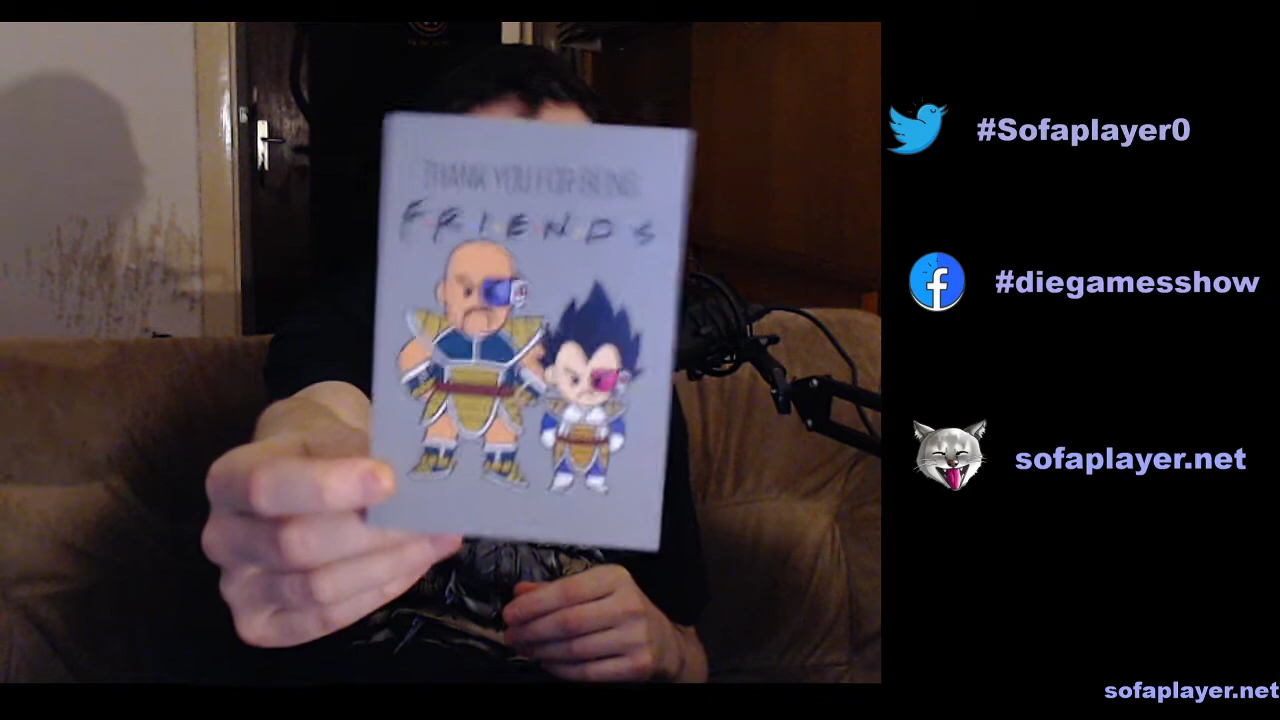 THANK YOU FOR BEING
FRIENDS
#Sofaplayer0
#diegamesshow
sofaplayer.net
sofaplayer.net